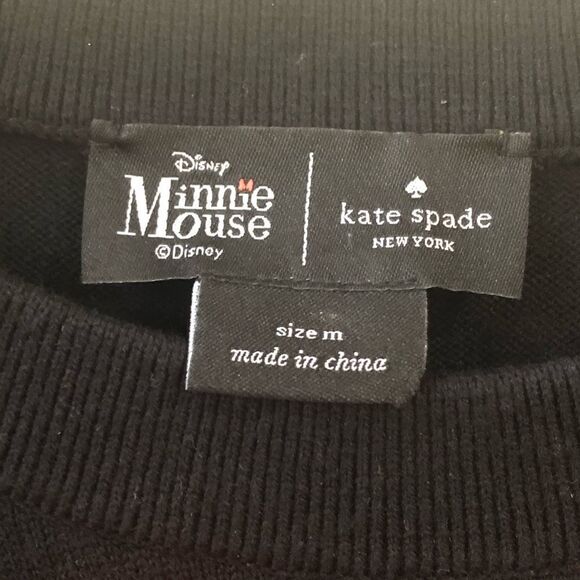 Disney
Minnie
Mouse
©Disney
kate spade
NEW YORK
size m
made in china